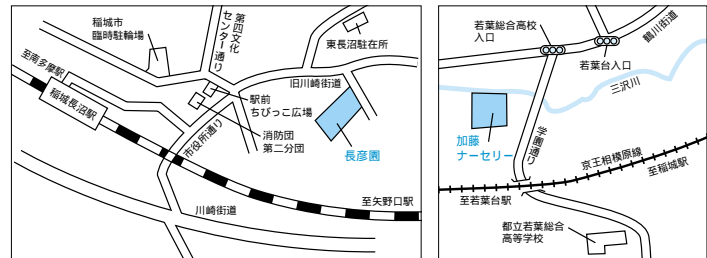 稲城市
臨時駐輪場
第四文化
センター通り
東長沼駐在所
至南多摩駅
稲城長沼駅
旧川崎街道
駅前
ちびっこ広場
消防団
第二分団
市役所通り
長彦園
川崎街道
至矢野口駅
若葉総合高校
入口
鶴川街道
若葉台入口
三沢川
加藤
ナーセリー
学園通り
京王相模原線
至稲城駅
至若葉台駅
都立若葉総合
高等学校